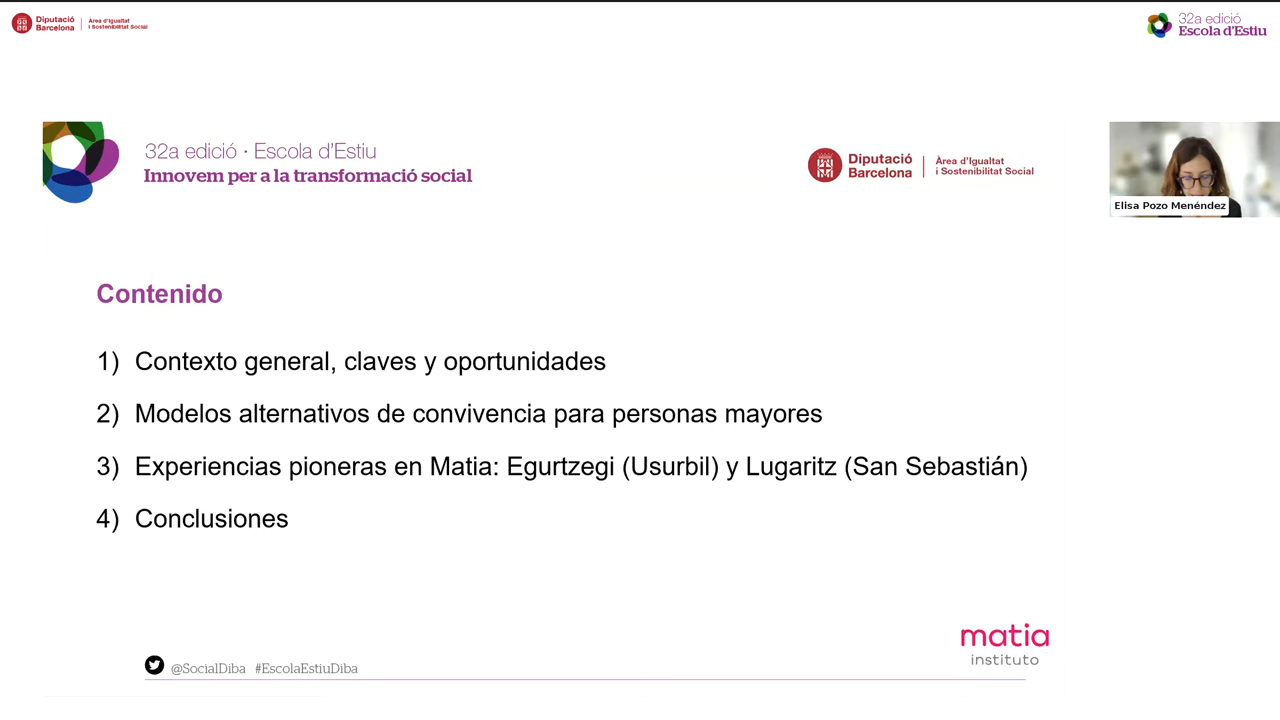 Diputació
Barcelona
Àrea d'Igualtat
i Sostenibilitat Social
32a edició
Escola d'Estiu
32a edició · Escola d'Estiu
Innovem per a la transformació social
Diputació
Barcelona
Àrea d'Igualtat
i Sostenibilitat Social
Elisa Pozo Menéndez
Contenido
1) Contexto general, claves y oportunidades
2) Modelos alternativos de convivencia para personas mayores
3) Experiencias pioneras en Matia: Egurtzegi (Usurbil) y Lugaritz (San Sebastián)
4) Conclusiones
matia
instituto
@SocialDiba #EscolaEstiuDiba